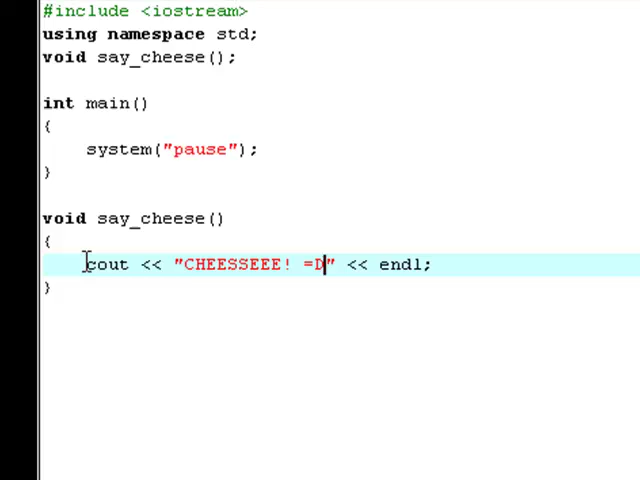 #include <iostream>
using namespace std;
void say_cheese();
int main()
{
system("pause");
}
void say_cheese()
{
cout << "CHEESSEEE! =D" << endl;
}